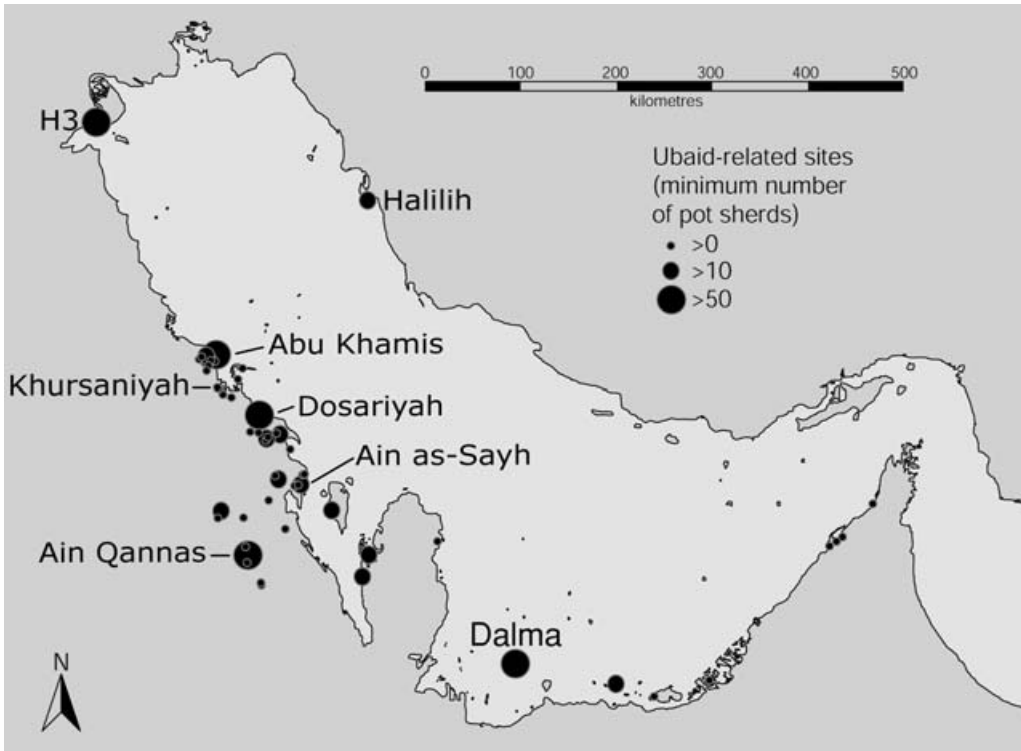 0 100 200 300 400 500
kilometres
H3
Ubaid-related sites
(minimum number
of pot sherds)
>0
>10
>50
Halilih
Abu Khamis
Khursaniyah
Dosariyah
Ain as-Sayh
Ain Qannas
Dalma
N